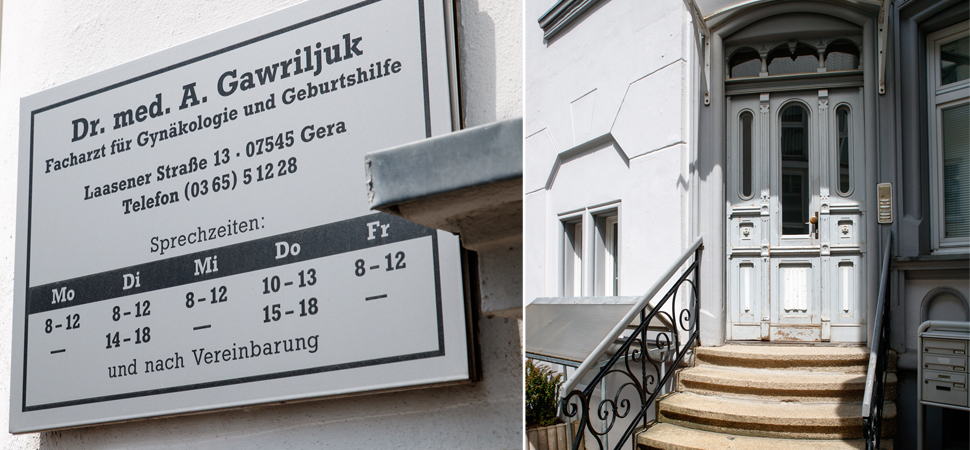 Dr. med. A. Gawriljuk
Facharzt für Gynäkologie und Geburtshilfe
Laasener Straße 13 · 07545 Gera
Telefon (03 65) 5 12 28
Sprechzeiten:
Mo Di Mi Do Fr
8 – 12 8 – 12 8 – 12 10 – 13 8 – 12
— 14 – 18 — 15 – 18 —
und nach Vereinbarung